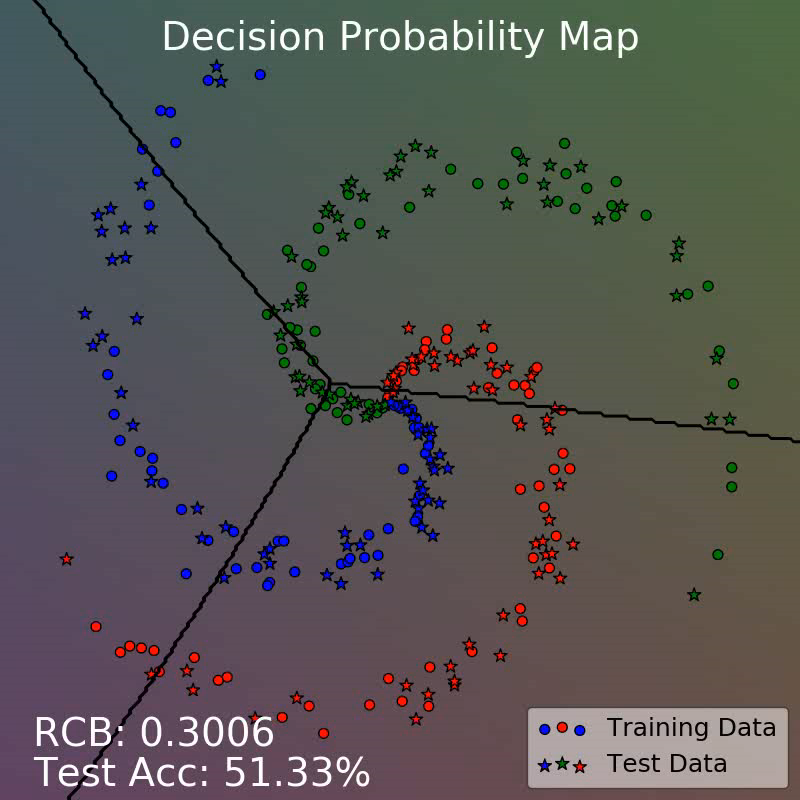 Decision Probability Map
RCB: 0.3006
Test Acc: 51.33%
Training Data
Test Data